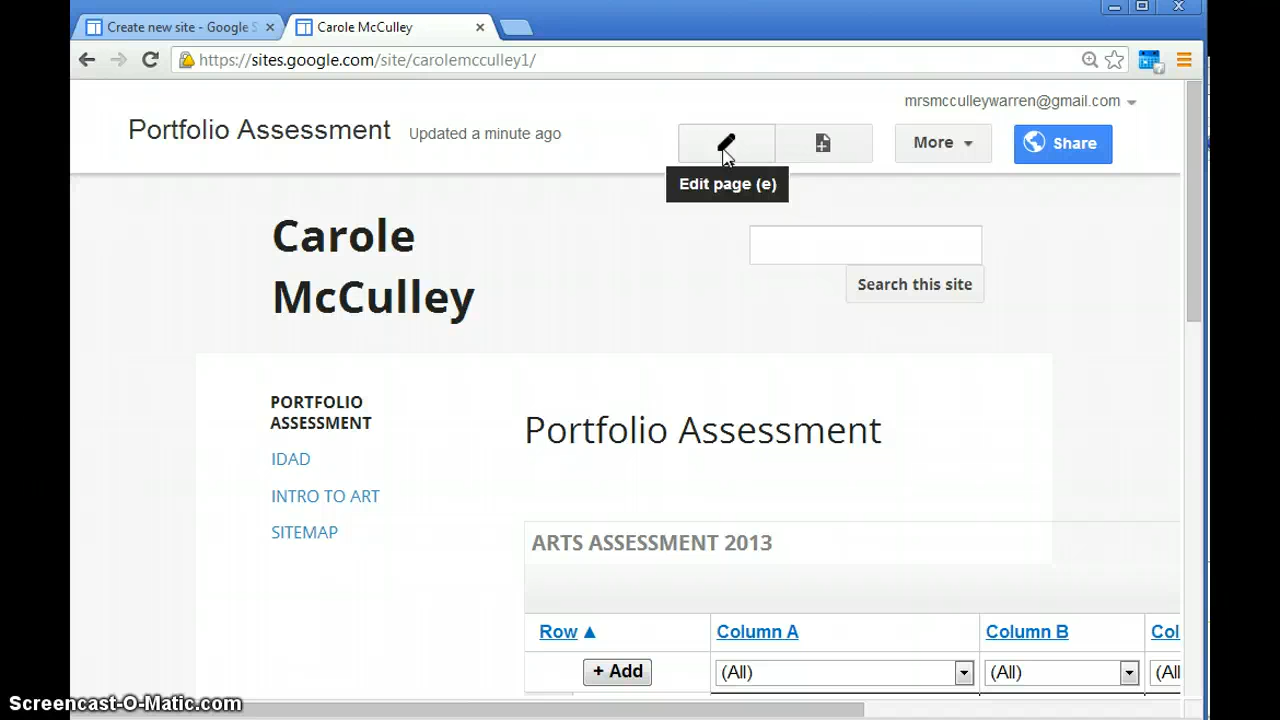 Create new site - Google S
Carole McCulley
https://sites.google.com/site/carolemcculley1/
mrsmcculleywarren@gmail.com
Portfolio Assessment
Updated a minute ago
More
Share
Edit page (e)
Carole
McCulley
Search this site
PORTFOLIO
ASSESSMENT
IDAD
INTRO TO ART
SITEMAP
Portfolio Assessment
ARTS ASSESSMENT 2013
Row ▲ Column A Column B Col
+ Add (All) (All) (All
Screencast-O-Matic.com